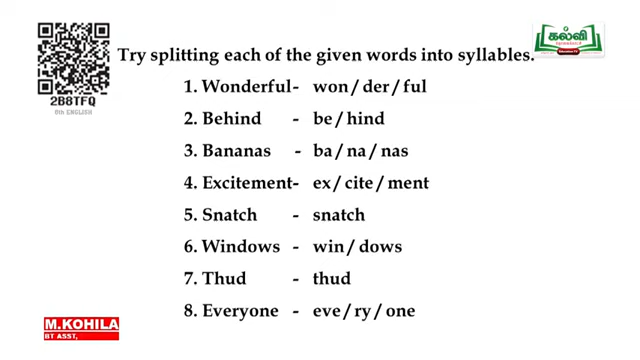 கல்வி
Try splitting each of the given words into syllables.
2B8TFQ
6th ENGLISH
1. Wonderful - won / der / ful
2. Behind - be / hind
3. Bananas - ba / na / nas
4. Excitement - ex / cite / ment
5. Snatch - snatch
6. Windows - win / dows
7. Thud - thud
8. Everyone - eve / ry / one
M.KOHILA
BT ASST,